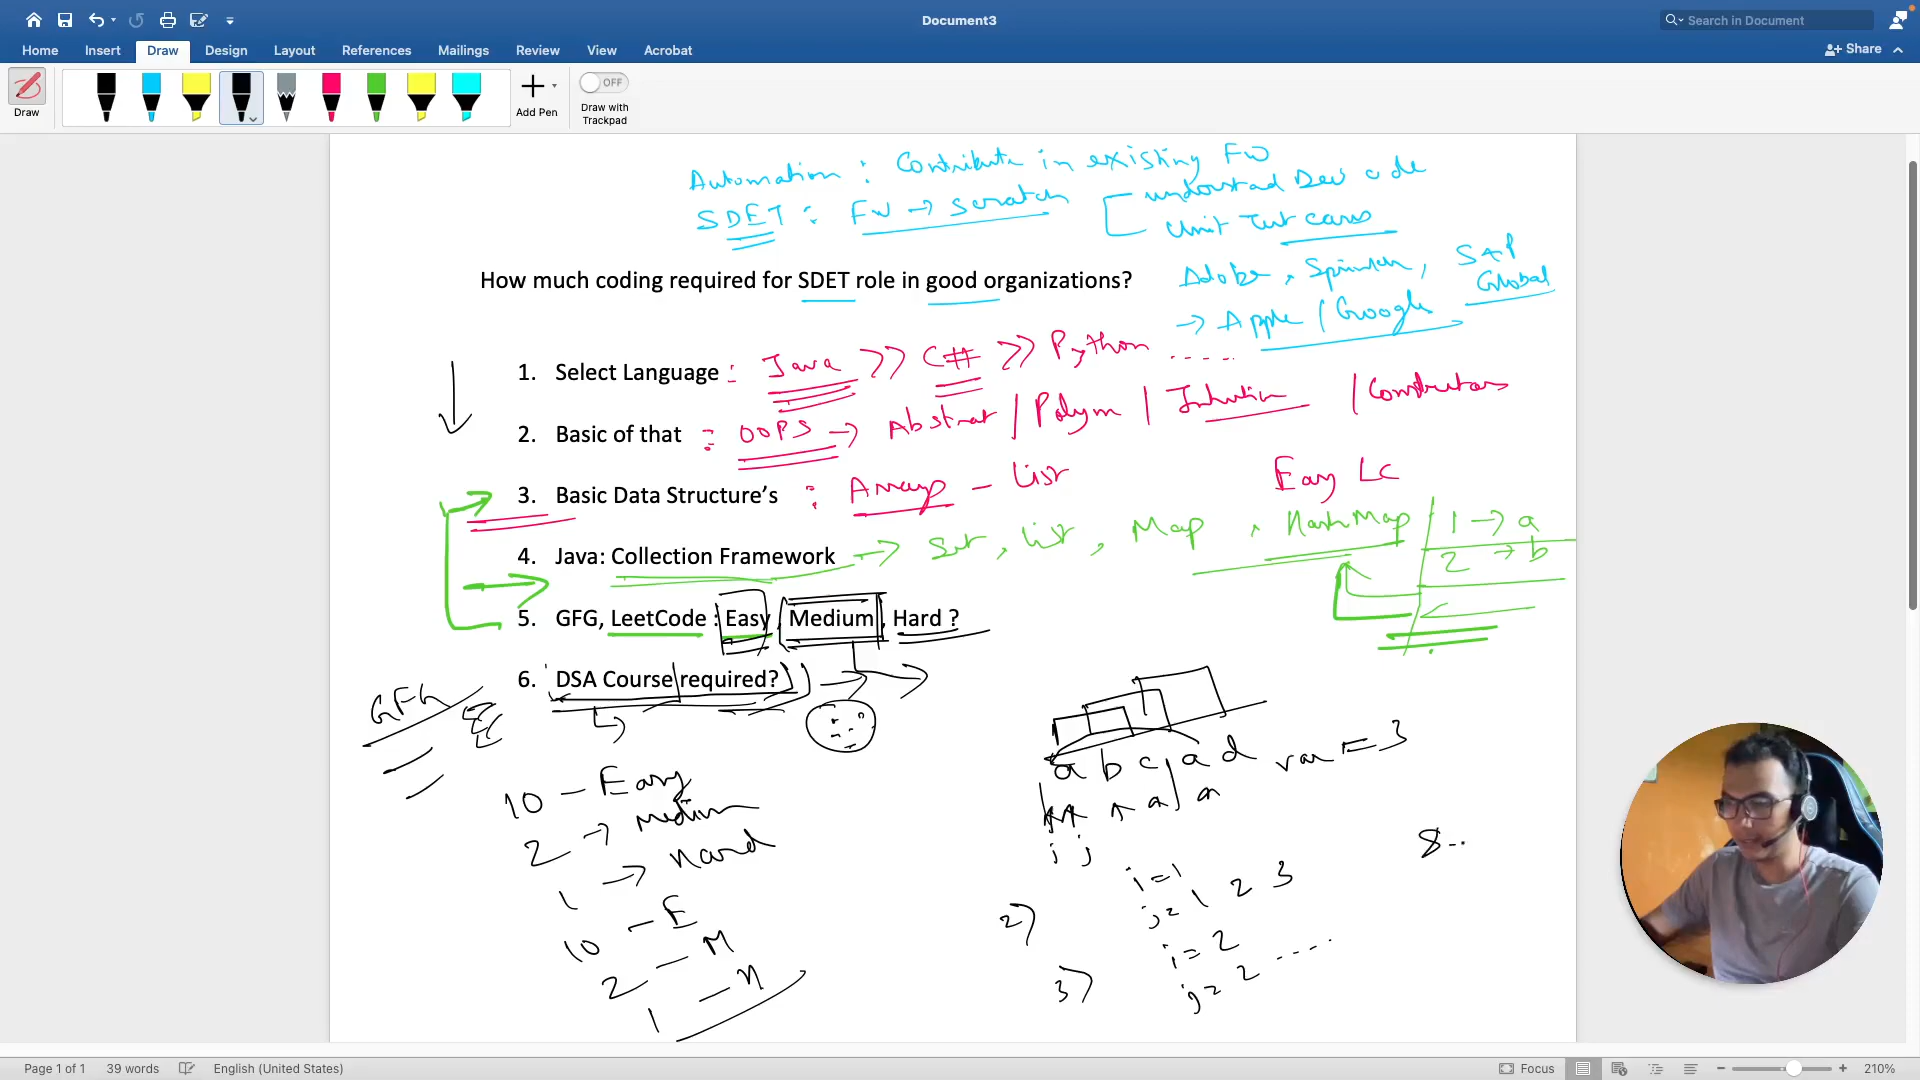 Document3
Search in Document
Home Insert Draw Design Layout References Mailings Review View Acrobat
Share
OFF
Draw
Add Pen
Draw with
Trackpad
Automation : Contribute in existing FW
SDET : FW → Scratch
understand Dev code
Unit Test cases
How much coding required for SDET role in good organizations?
Adobe, Sprinklr, S&P
Global
→ Apple / Google
1. Select Language : Java >> C# >> Python .....
2. Basic of that : OOPS → Abstract / Polym /
3. Basic Data Structure's : Arrays - List
Easy LC
4. Java: Collection Framework → Set, List, Map, HashMap
1 → a
2 → b
5. GFG, LeetCode : Easy, Medium, Hard ?
6. DSA Course required?
GFG
10 - Easy
2 → Medium
1 → Hard
10 - E
2 - M
1 - H
a b c a d var = 3
i j
i=1
j= 1 2 3
2)
i= 2
3)
j= 2 ....
8..
Page 1 of 1 39 words English (United States)
Focus
210%